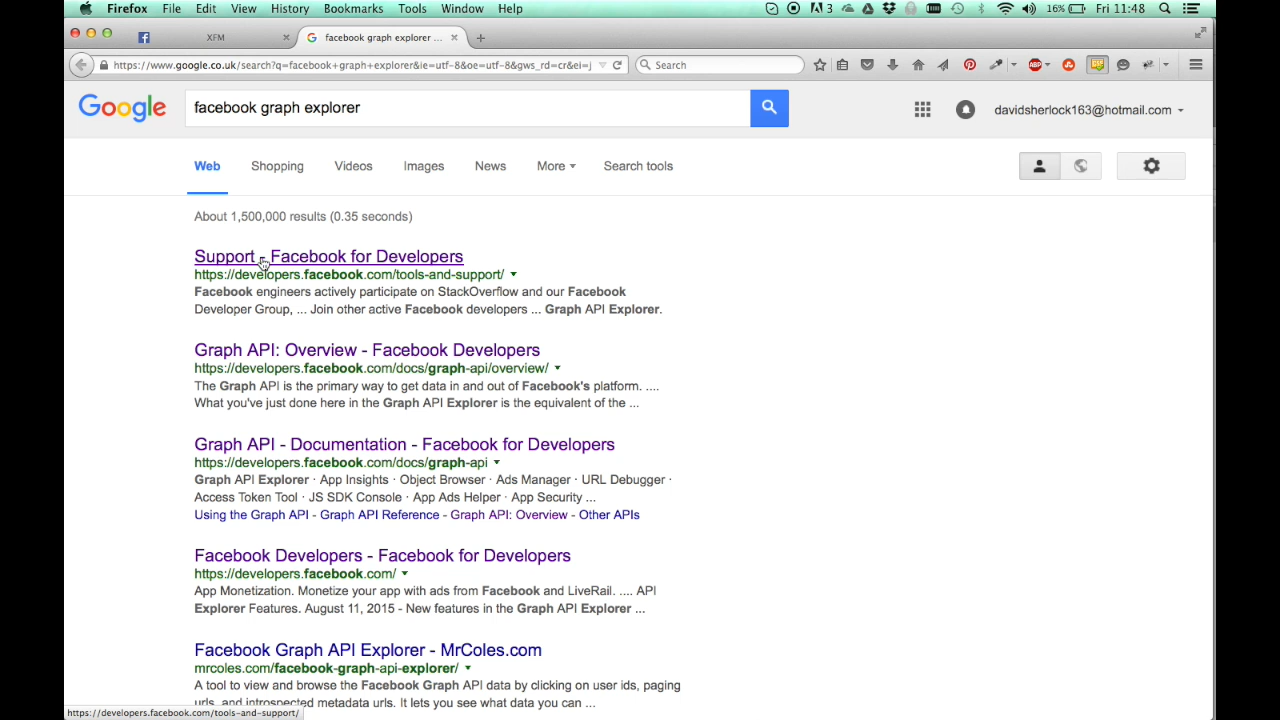 Firefox File Edit View History Bookmarks Tools Window Help 3 16% Fri 11:48
XFM facebook graph explorer ...
https://www.google.co.uk/search?q=facebook+graph+explorer&ie=utf-8&oe=utf-8&gws_rd=cr&ei=j Search ABP
Google facebook graph explorer davidsherlock163@hotmail.com
Web Shopping Videos Images News More Search tools
About 1,500,000 results (0.35 seconds)
Support - Facebook for Developers
https://developers.facebook.com/tools-and-support/
Facebook engineers actively participate on StackOverflow and our Facebook
Developer Group, ... Join other active Facebook developers ... Graph API Explorer.
Graph API: Overview - Facebook Developers
https://developers.facebook.com/docs/graph-api/overview/
The Graph API is the primary way to get data in and out of Facebook's platform. ....
What you've just done here in the Graph API Explorer is the equivalent of the ...
Graph API - Documentation - Facebook for Developers
https://developers.facebook.com/docs/graph-api
Graph API Explorer · App Insights · Object Browser · Ads Manager · URL Debugger ·
Access Token Tool · JS SDK Console · App Ads Helper · App Security ...
Using the Graph API - Graph API Reference - Graph API: Overview - Other APIs
Facebook Developers - Facebook for Developers
https://developers.facebook.com/
App Monetization. Monetize your app with ads from Facebook and LiveRail. .... API
Explorer Features. August 11, 2015 - New features in the Graph API Explorer ...
Facebook Graph API Explorer - MrColes.com
mrcoles.com/facebook-graph-api-explorer/
A tool to view and browse the Facebook Graph API data by clicking on user ids, paging
urls, and introspected metadata urls. It lets you see what data you can ...
https://developers.facebook.com/tools-and-support/